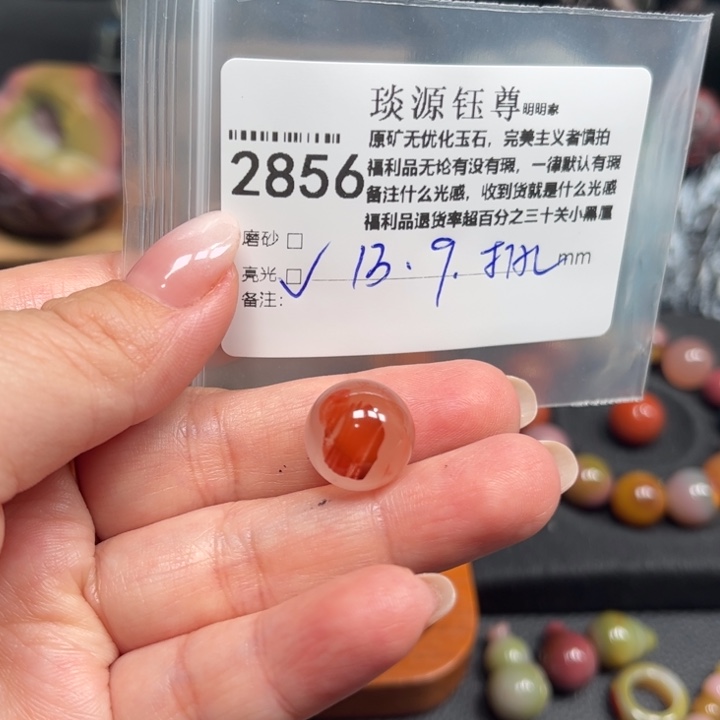 琰源钰尊明明家
原矿无优化玉石，完美主义者慎拍
2856
福利品无论有没有瑕，一律默认有瑕
备注什么光感，收到货就是什么光感
福利品退货率超百分之三十关小黑屋
磨砂 □
亮光 □ ✓ 13.9.打孔 mm
备注：